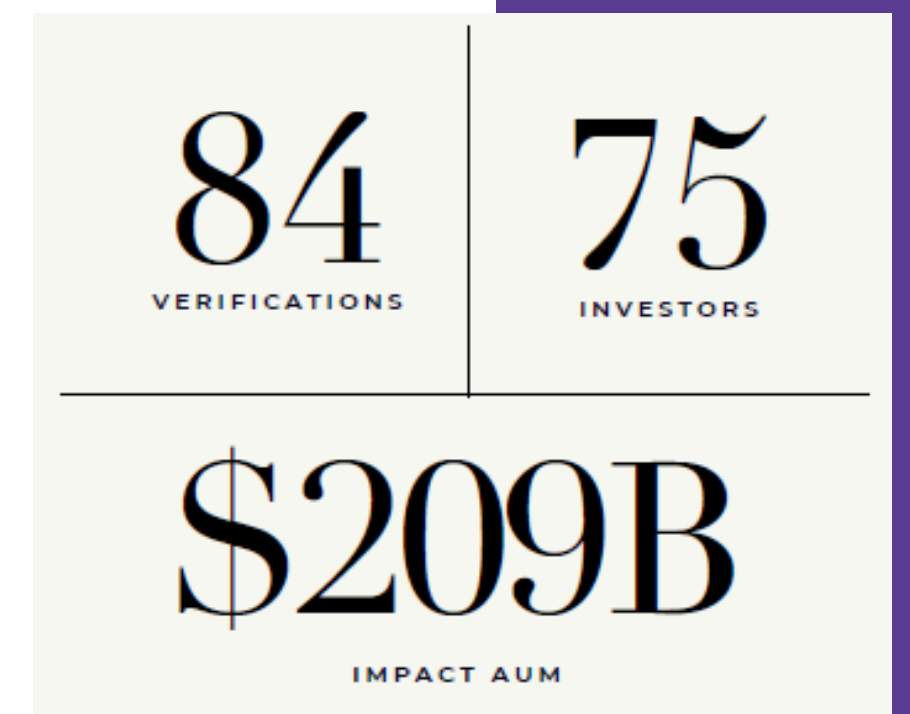 84
VERIFICATIONS
75
INVESTORS
$209B
IMPACT AUM